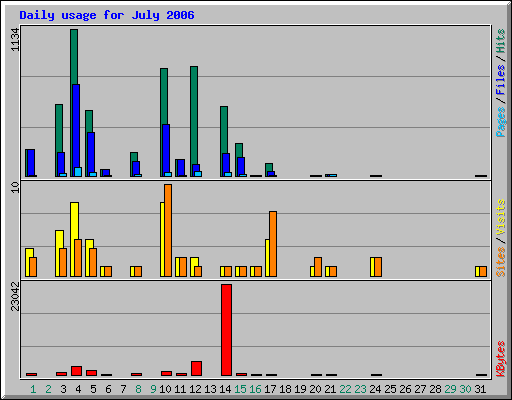 Daily usage for July 2006
1134
Pages / Files / Hits
10
Sites / Visits
23042
KBytes
1 2 3 4 5 6 7 8 9 10 11 12 13 14 15 16 17 18 19 20 21 22 23 24 25 26 27 28 29 30 31